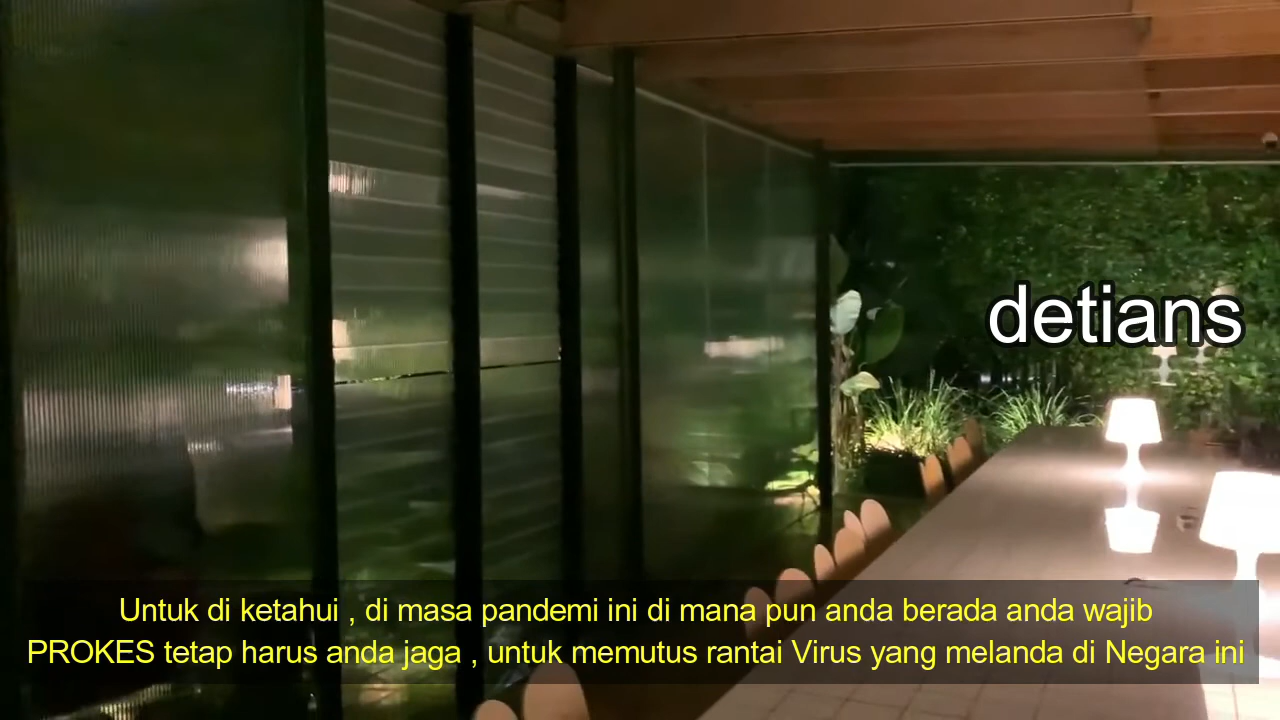 detians
Untuk di ketahui , di masa pandemi ini di mana pun anda berada anda wajib
PROKES tetap harus anda jaga , untuk memutus rantai Virus yang melanda di Negara ini